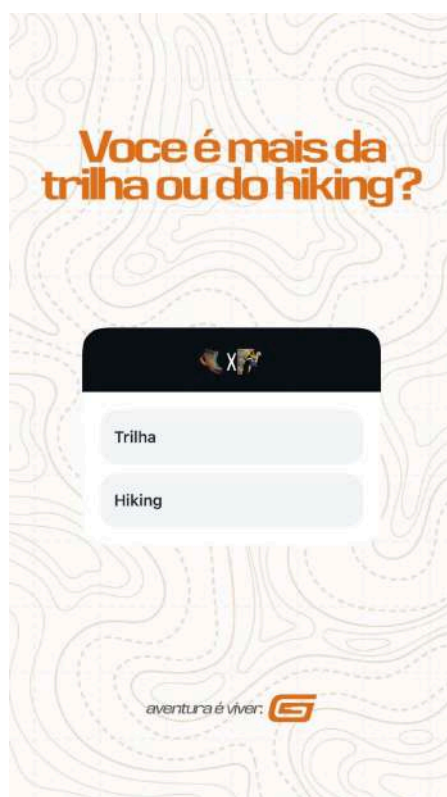 Voce é mais da
trilha ou do hiking?
X
Trilha
Hiking
aventura é viver.